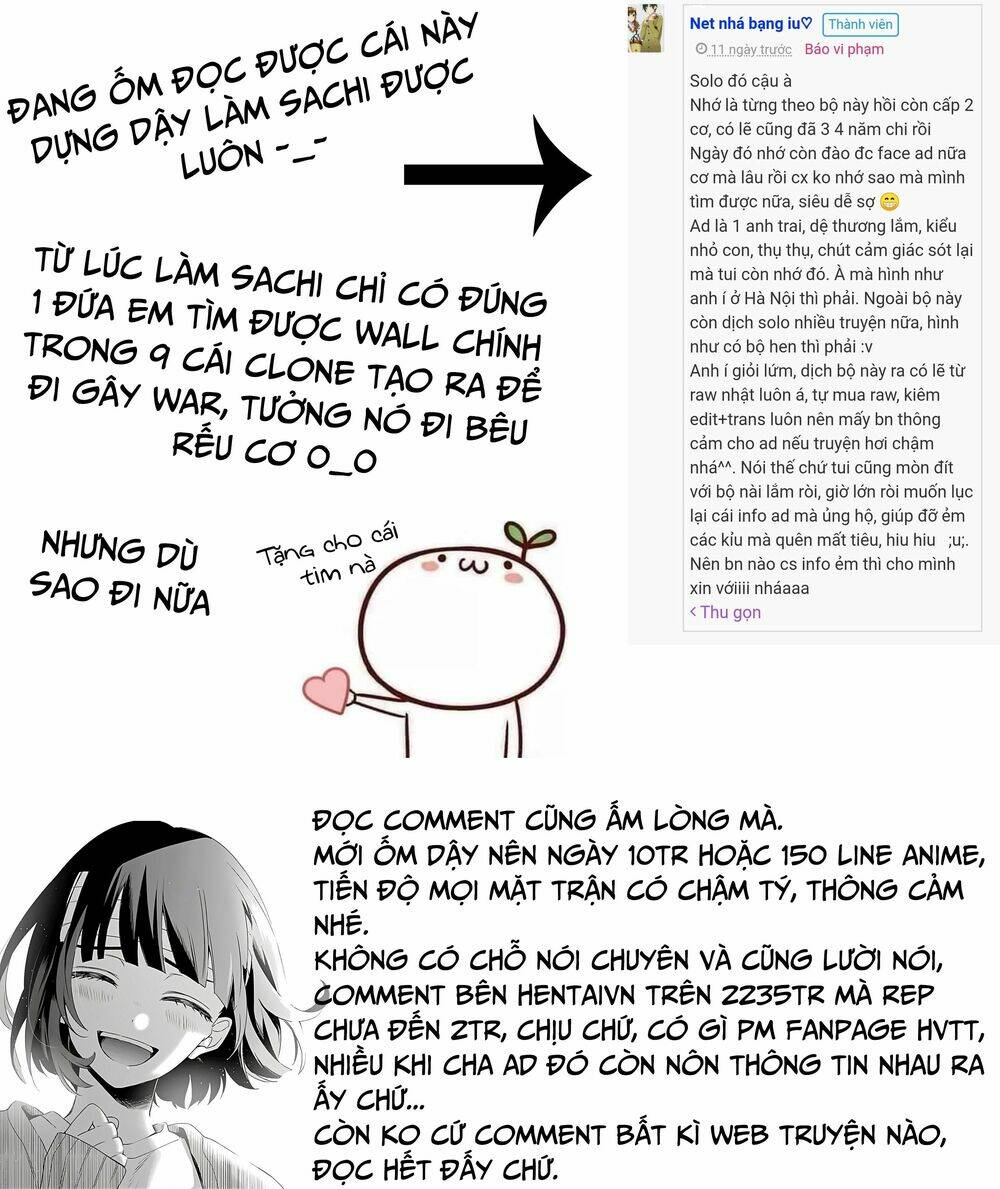 ĐANG ỐM ĐỌC ĐƯỢC CÁI NÀY
DỰNG DẬY LÀM SACHI ĐƯỢC
LUÔN -_-
Net nhá bạng iu♡ Thành viên
11 ngày trước Báo vi phạm
Solo đó cậu à
Nhớ là từng theo bộ này hồi còn cấp 2
cơ, có lẽ cũng đã 3 4 năm chi rồi
Ngày đó nhớ còn đào đc face ad nữa
cơ mà lâu rồi cx ko nhớ sao mà mình
tìm được nữa, siêu dễ sợ 😁
Ad là 1 anh trai, dệ thương lắm, kiểu
nhỏ con, thụ thụ, chút cảm giác sót lại
mà tui còn nhớ đó. À mà hình như
anh í ở Hà Nội thì phải. Ngoài bộ này
còn dịch solo nhiều truyện nữa, hình
như có bộ hen thì phải :v
Anh í giỏi lứm, dịch bộ này ra có lẽ từ
raw nhật luôn á, tự mua raw, kiêm
edit+trans luôn nên mấy bn thông
cảm cho ad nếu truyện hơi chậm
nhá^^. Nói thế chứ tui cũng mòn đít
với bộ nài lắm ròi, giờ lớn ròi muốn lục
lại cái info ad mà ủng hộ, giúp đỡ ẻm
các kỉu mà quên mất tiêu, hiu hiu ;u;.
Nên bn nào cs info ẻm thì cho mình
xin vớiiii nháaaa
‹ Thu gọn
TỪ LÚC LÀM SACHI CHỈ CÓ ĐÚNG
1 ĐỨA EM TÌM ĐƯỢC WALL CHÍNH
TRONG 9 CÁI CLONE TẠO RA ĐỂ
ĐI GÂY WAR, TƯỞNG NÓ ĐI BÊU
RẾU CƠ O_O
NHƯNG DÙ
SAO ĐI NỮA
Tặng cho cái
tim nà
ĐỌC COMMENT CŨNG ẤM LÒNG MÀ.
MỚI ỐM DẬY NÊN NGÀY 10TR HOẶC 150 LINE ANIME,
TIẾN ĐỘ MỌI MẶT TRẬN CÓ CHẬM TÝ, THÔNG CẢM
NHÉ.
KHÔNG CÓ CHỖ NÓI CHUYÊN VÀ CŨNG LƯỜI NÓI,
COMMENT BÊN HENTAIVN TRÊN 2235TR MÀ REP
CHƯA ĐẾN 2TR, CHỊU CHỨ, CÓ GÌ PM FANPAGE HVTT,
NHIỀU KHI CHA AD ĐÓ CÒN NÔN THÔNG TIN NHAU RA
ẤY CHỨ...
CÒN KO CỨ COMMENT BẤT KÌ WEB TRUYỆN NÀO,
ĐỌC HẾT ĐẤY CHỨ.